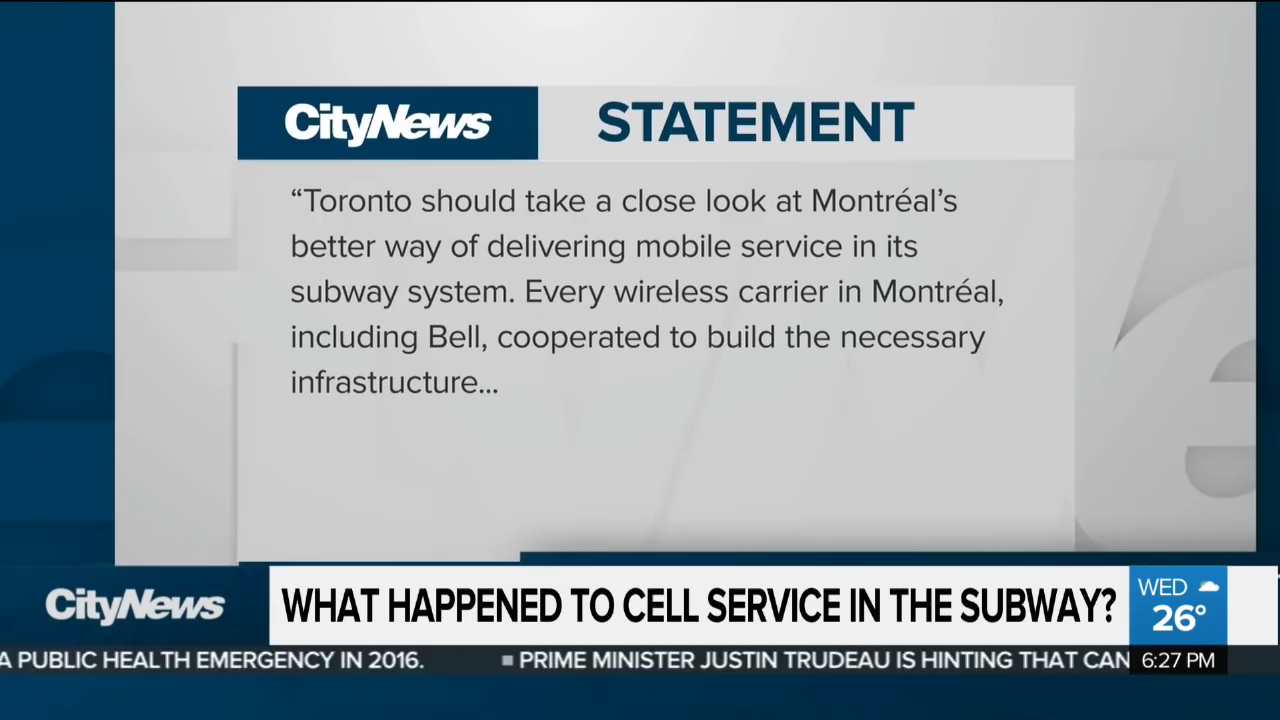 CityNews STATEMENT
“Toronto should take a close look at Montréal’s
better way of delivering mobile service in its
subway system. Every wireless carrier in Montréal,
including Bell, cooperated to build the necessary
infrastructure...
CityNews WHAT HAPPENED TO CELL SERVICE IN THE SUBWAY?
WED
26°
A PUBLIC HEALTH EMERGENCY IN 2016. ■ PRIME MINISTER JUSTIN TRUDEAU IS HINTING THAT CAN
6:27 PM